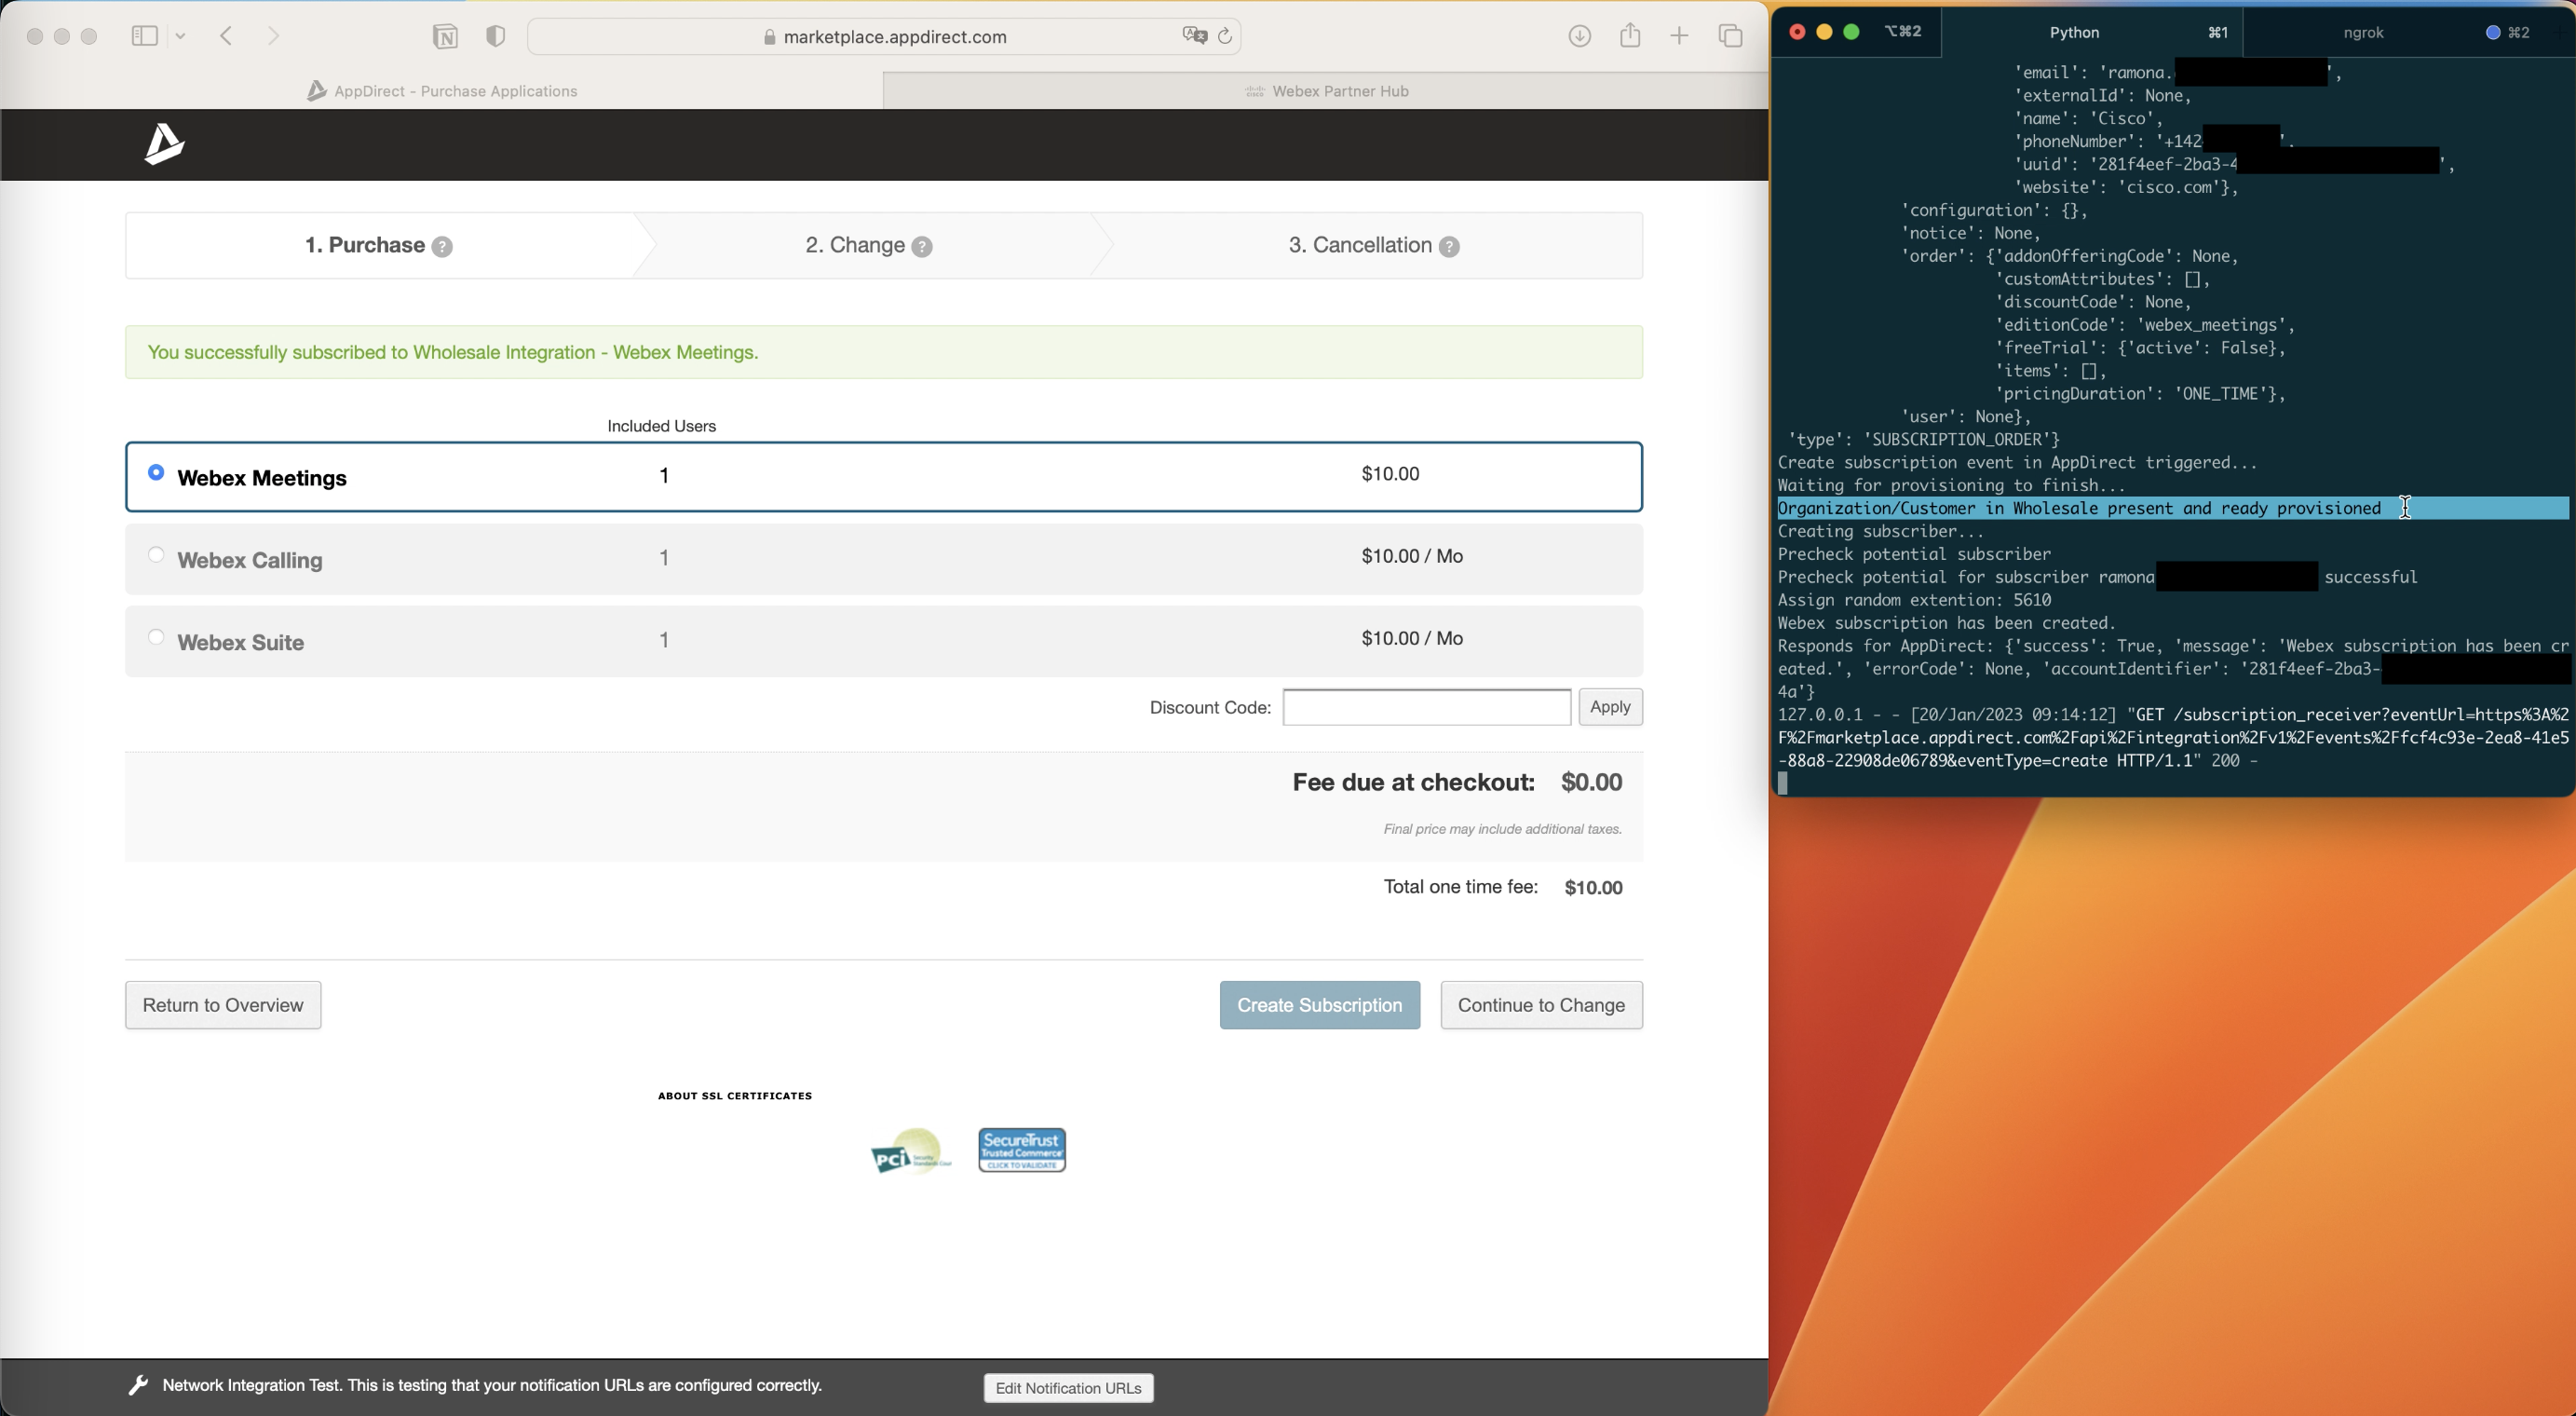 marketplace.appdirect.com
AppDirect - Purchase Applications
Webex Partner Hub
1. Purchase ?
2. Change ?
3. Cancellation ?
You successfully subscribed to Wholesale Integration - Webex Meetings.
Included Users
Webex Meetings 1 $10.00
Webex Calling 1 $10.00 / Mo
Webex Suite 1 $10.00 / Mo
Discount Code: Apply
Fee due at checkout: $0.00
Final price may include additional taxes.
Total one time fee: $10.00
Return to Overview
Create Subscription
Continue to Change
ABOUT SSL CERTIFICATES
PCI
SecureTrust
Trusted Commerce
CLICK TO VALIDATE
Network Integration Test. This is testing that your notification URLs are configured correctly.
Edit Notification URLs
⌥⌘2
Python ⌘1
ngrok ⌘2
'email': 'ramona. ',
'externalId': None,
'name': 'Cisco',
'phoneNumber': '+142 ',
'uuid': '281f4eef-2ba3-4 ',
'website': 'cisco.com'},
'configuration': {},
'notice': None,
'order': {'addonOfferingCode': None,
'customAttributes': [],
'discountCode': None,
'editionCode': 'webex_meetings',
'freeTrial': {'active': False},
'items': [],
'pricingDuration': 'ONE_TIME'},
'user': None},
'type': 'SUBSCRIPTION_ORDER'}
Create subscription event in AppDirect triggered...
Waiting for provisioning to finish...
Organization/Customer in Wholesale present and ready provisioned
Creating subscriber...
Precheck potential subscriber
Precheck potential for subscriber ramona successful
Assign random extention: 5610
Webex subscription has been created.
Responds for AppDirect: {'success': True, 'message': 'Webex subscription has been cr
eated.', 'errorCode': None, 'accountIdentifier': '281f4eef-2ba3-
4a'}
127.0.0.1 - - [20/Jan/2023 09:14:12] "GET /subscription_receiver?eventUrl=https%3A%2
F%2Fmarketplace.appdirect.com%2Fapi%2Fintegration%2Fv1%2Fevents%2Ffcf4c93e-2ea8-41e5
-88a8-22908de06789&eventType=create HTTP/1.1" 200 -